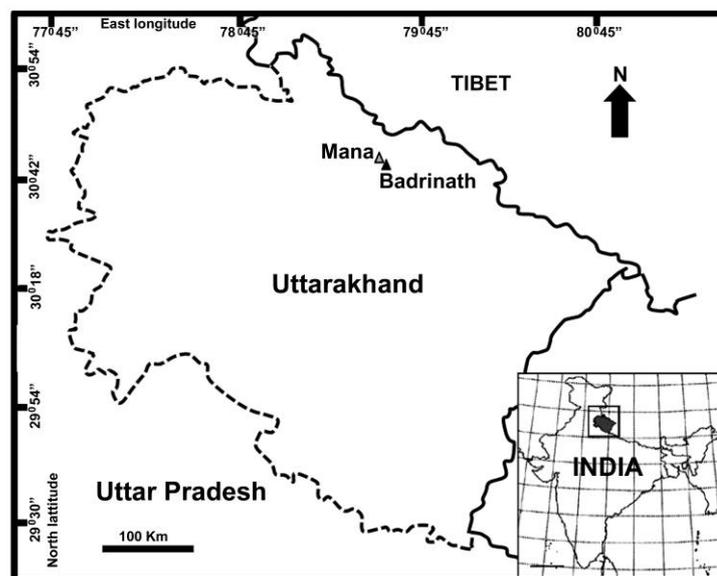 East longitude
77⁰45” 78⁰45” 79⁰45” 80⁰45”
30⁰54”
TIBET
N
Mana
30⁰42”
Badrinath
30⁰18”
Uttarakhand
29⁰54”
INDIA
Uttar Pradesh
29⁰30”
North lattitude
100 Km